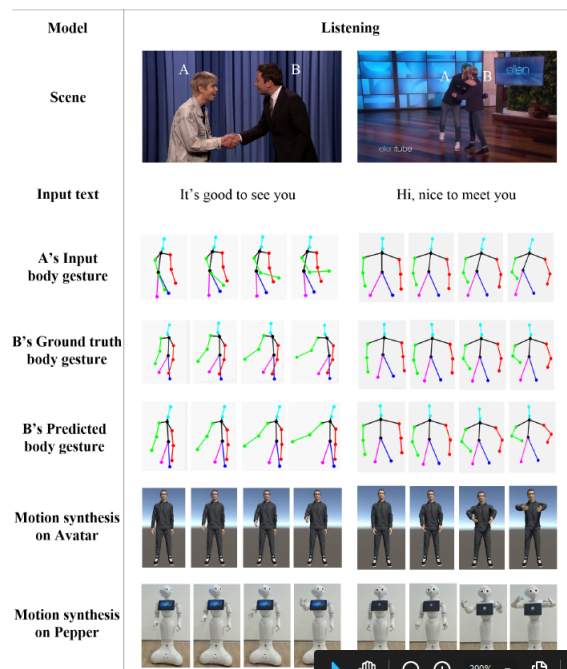 Model
Listening
Scene
A
B
A
B
ellen
ellentube
Input text
It's good to see you
Hi, nice to meet you
A's Input
body gesture
B's Ground truth
body gesture
B's Predicted
body gesture
Motion synthesis
on Avatar
Motion synthesis
on Pepper
200%